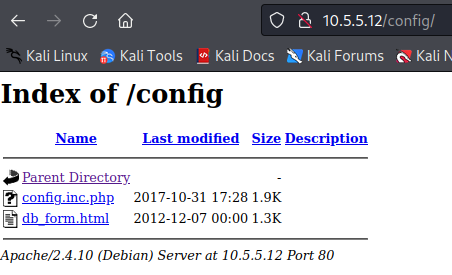 10.5.5.12/config/
Kali Linux Kali Tools Kali Docs Kali Forums Kali N
Index of /config
Name Last modified Size Description
Parent Directory -
config.inc.php 2017-10-31 17:28 1.9K
db_form.html 2012-12-07 00:00 1.3K
Apache/2.4.10 (Debian) Server at 10.5.5.12 Port 80